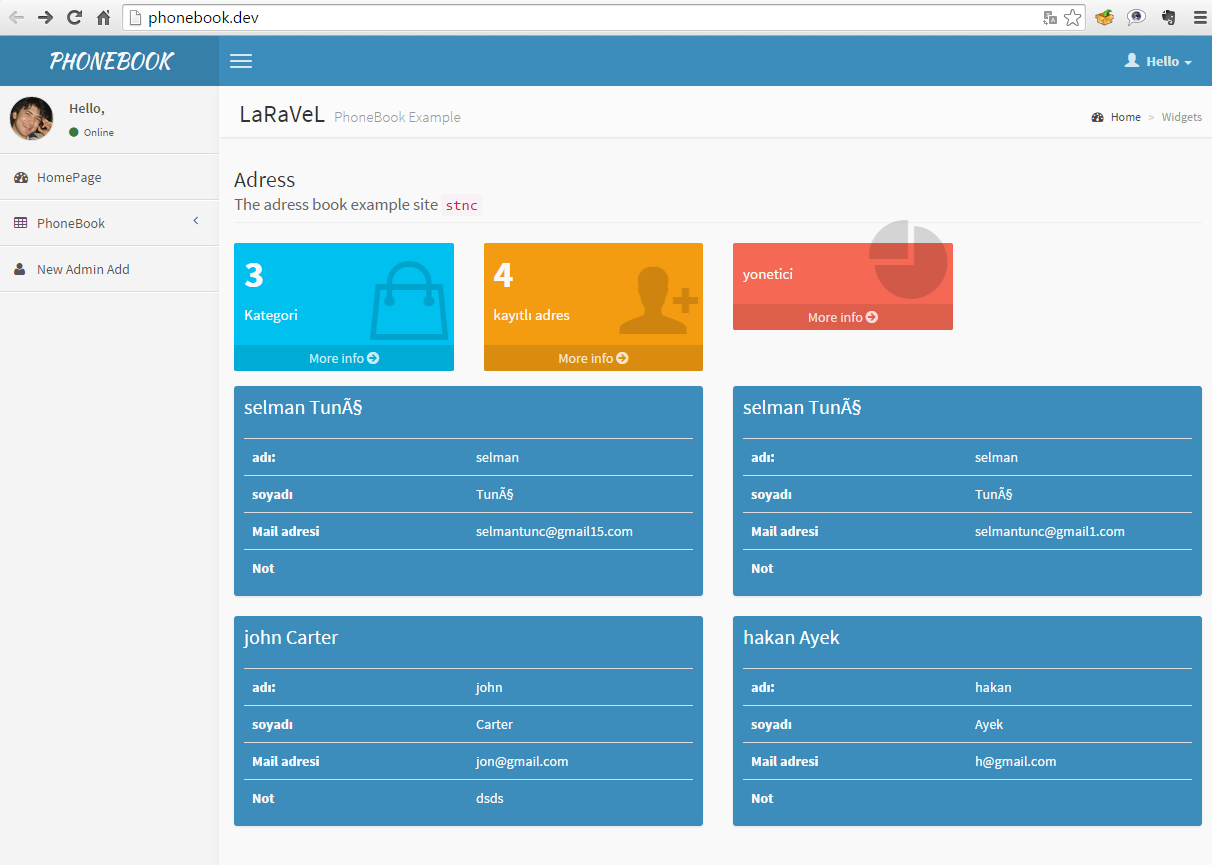 phonebook.dev
PHONEBOOK
Hello
Hello,
Online
HomePage
PhoneBook
New Admin Add
LaRaVeL PhoneBook Example
Home > Widgets
Adress
The adress book example site stnc
3
Kategori
More info
4
kayıtlı adres
More info
yonetici
More info
selman TunÃ§
adı: selman
soyadı TunÃ§
Mail adresi selmantunc@gmail15.com
Not
selman TunÃ§
adı: selman
soyadı TunÃ§
Mail adresi selmantunc@gmail1.com
Not
john Carter
adı: john
soyadı Carter
Mail adresi jon@gmail.com
Not dsds
hakan Ayek
adı: hakan
soyadı Ayek
Mail adresi h@gmail.com
Not